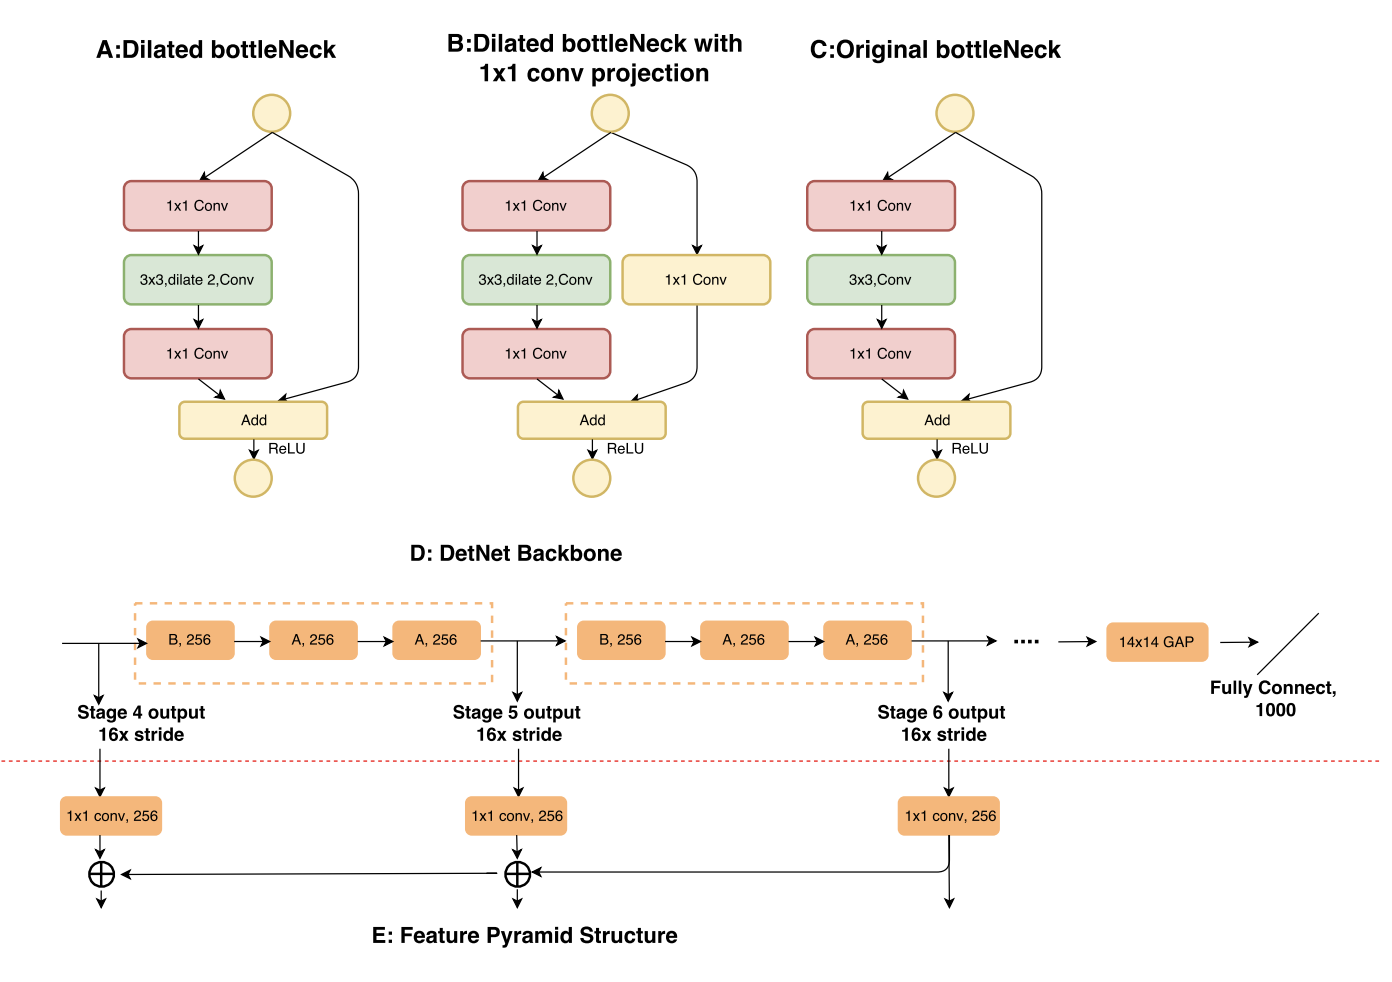 A:Dilated bottleNeck
B:Dilated bottleNeck with
1x1 conv projection
C:Original bottleNeck
1x1 Conv
3x3,dilate 2,Conv
1x1 Conv
Add
ReLU
1x1 Conv
3x3,dilate 2,Conv
1x1 Conv
1x1 Conv
Add
ReLU
1x1 Conv
3x3,Conv
1x1 Conv
Add
ReLU
D: DetNet Backbone
B, 256
A, 256
A, 256
B, 256
A, 256
A, 256
....
14x14 GAP
Fully Connect,
1000
Stage 4 output
16x stride
Stage 5 output
16x stride
Stage 6 output
16x stride
1x1 conv, 256
1x1 conv, 256
1x1 conv, 256
E: Feature Pyramid Structure